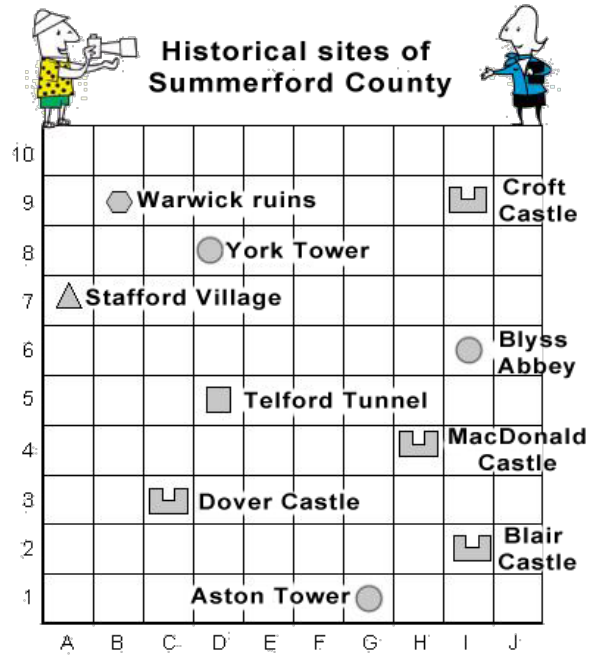 Historical sites of
Summerford County
10
9
Warwick ruins
Croft
Castle
8
York Tower
7
Stafford Village
6
Blyss
Abbey
5
Telford Tunnel
4
MacDonald
Castle
3
Dover Castle
2
Blair
Castle
1
Aston Tower
A B C D E F G H I J